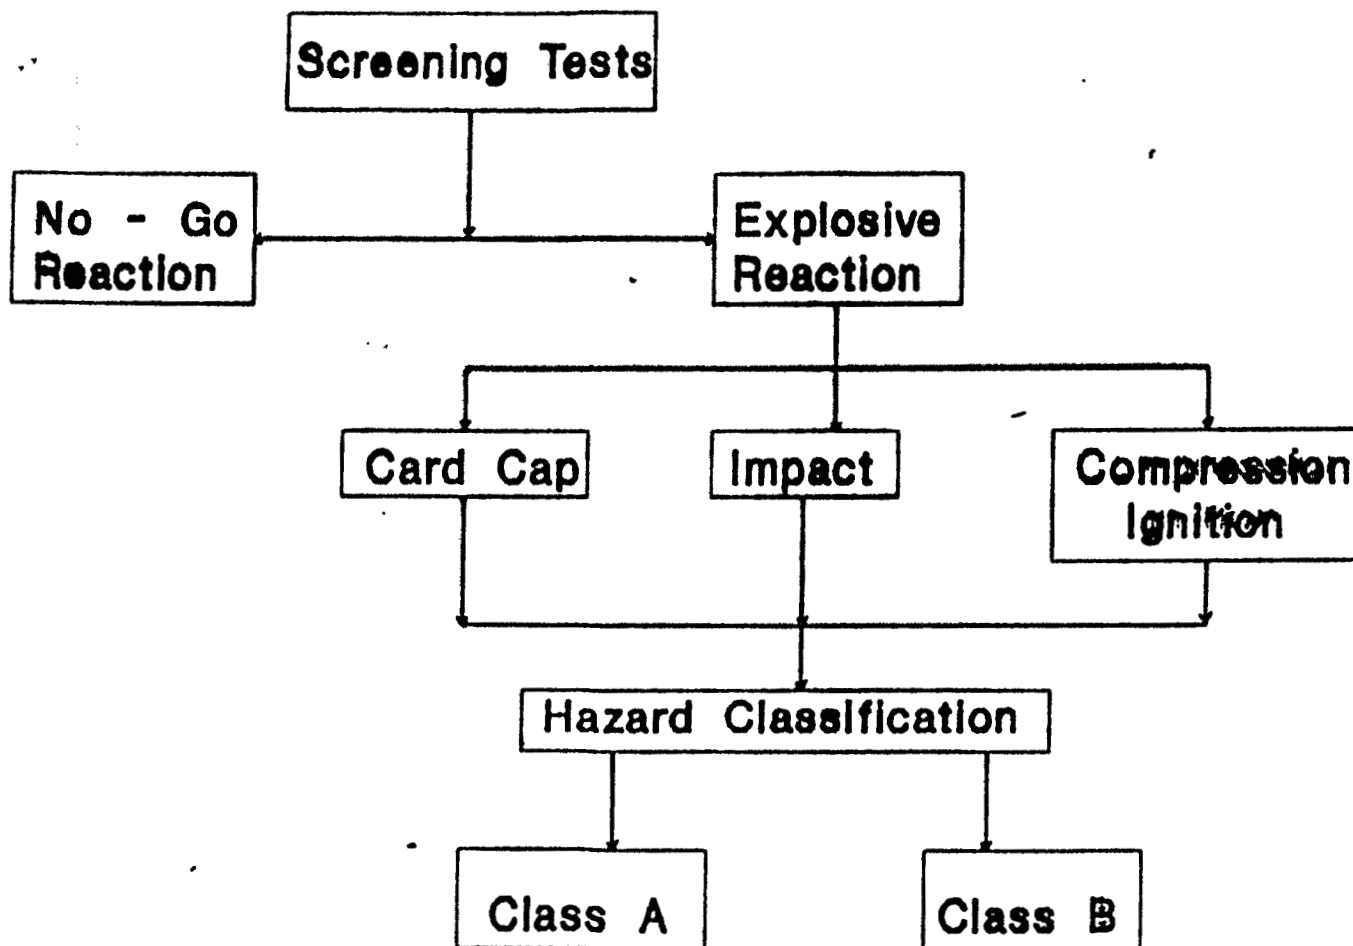 Screening Tests
No - Go
Reaction
Explosive
Reaction
Card Cap
Impact
Compression
Ignition
Hazard Classification
Class A
Class B